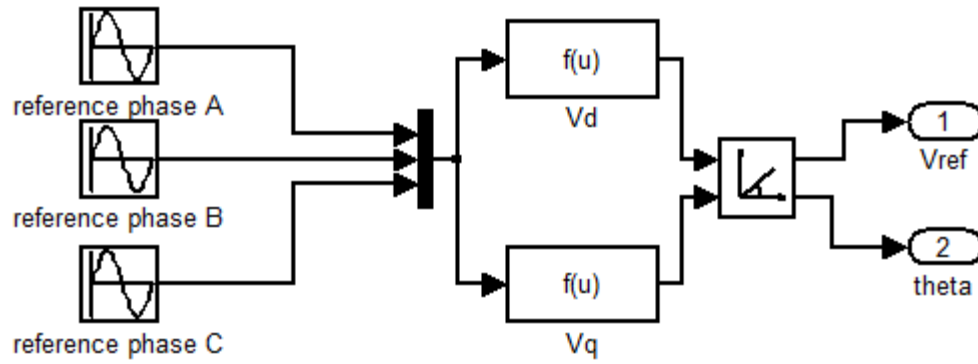 reference phase A
reference phase B
reference phase C
f(u)
Vd
f(u)
Vq
1
Vref
2
theta